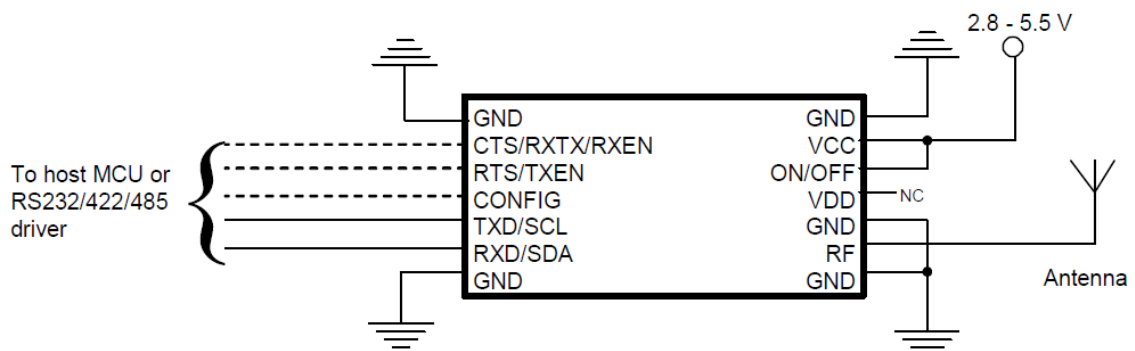 2.8 - 5.5 V
GND
CTS/RXTX/RXEN
RTS/TXEN
CONFIG
TXD/SCL
RXD/SDA
GND
GND
VCC
ON/OFF
VDD
GND
RF
GND
NC
To host MCU or
RS232/422/485
driver
Antenna